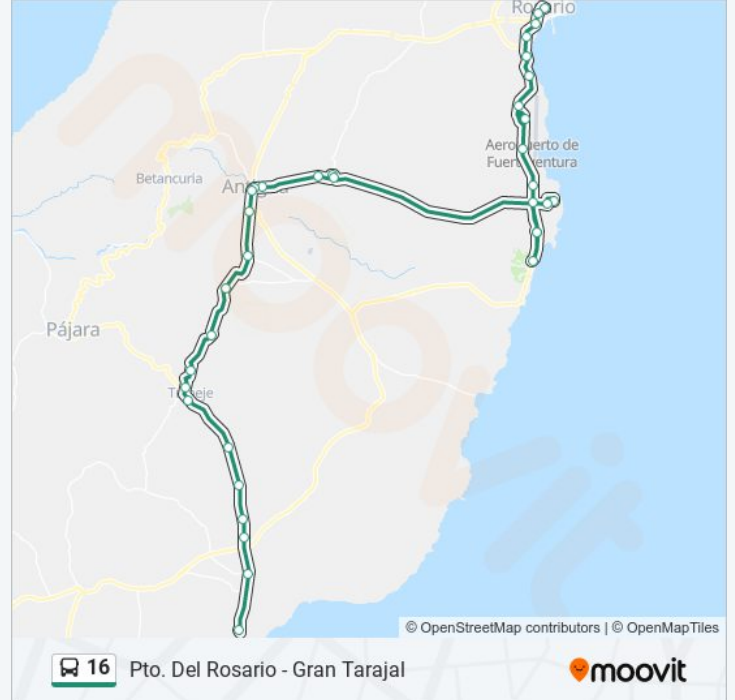 Rosario
Aeropuerto de
Fuerteventura
Betancuria
Antigua
Pájara
Tuineje
© OpenStreetMap contributors | © OpenMapTiles
16 Pto. Del Rosario - Gran Tarajal
moovit